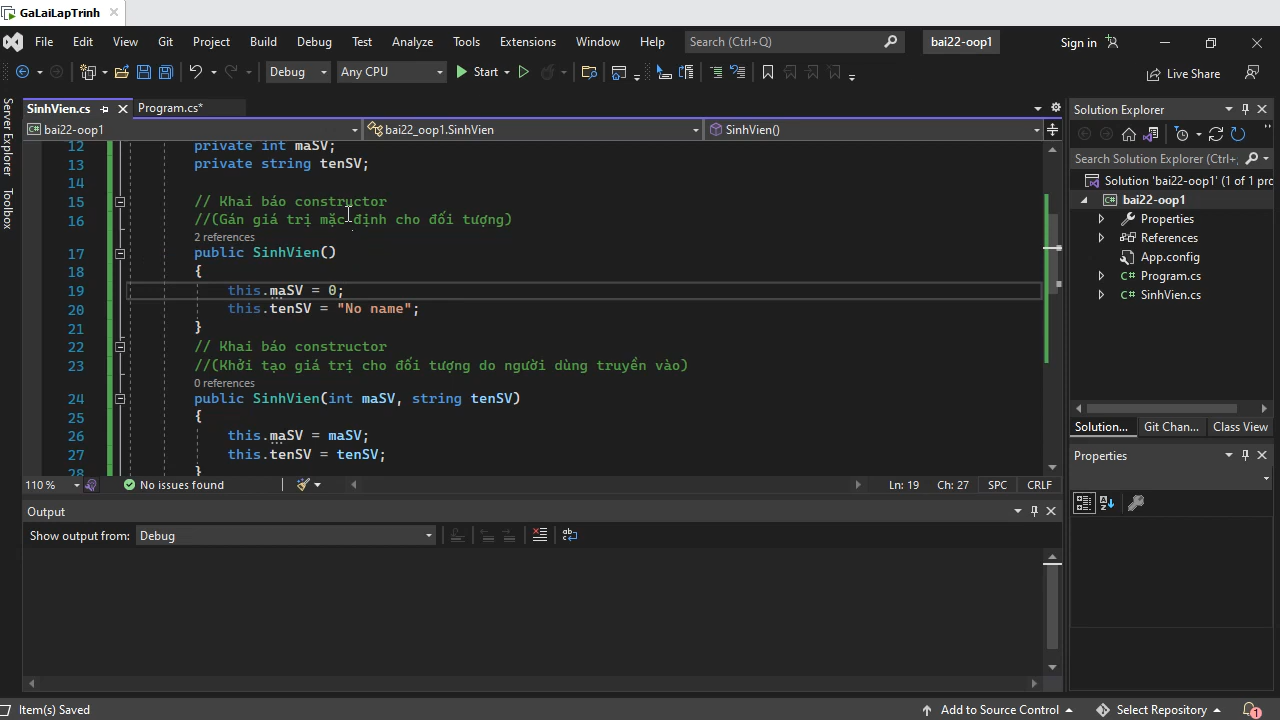 GaLaiLapTrinh
File Edit View Git Project Build Debug Test Analyze Tools Extensions Window Help Search (Ctrl+Q) bai22-oop1 Sign in
Debug Any CPU Start Live Share
Server Explorer
Toolbox
SinhVien.cs Program.cs*
bai22-oop1 bai22_oop1.SinhVien SinhVien()
12 private int maSV;
13 private string tenSV;
14
15 // Khai báo constructor
16 //(Gán giá trị mặc định cho đối tượng)
2 references
17 public SinhVien()
18 {
19 this.maSV = 0;
20 this.tenSV = "No name";
21 }
22 // Khai báo constructor
23 //(Khởi tạo giá trị cho đối tượng do người dùng truyền vào)
0 references
24 public SinhVien(int maSV, string tenSV)
25 {
26 this.maSV = maSV;
27 this.tenSV = tenSV;
28 }
110 % No issues found Ln: 19 Ch: 27 SPC CRLF
Output
Show output from: Debug
Solution Explorer
Search Solution Explorer (Ctrl+;
Solution 'bai22-oop1' (1 of 1 pro
bai22-oop1
Properties
References
App.config
Program.cs
SinhVien.cs
Solution... Git Chan... Class View
Properties
Item(s) Saved Add to Source Control Select Repository 1